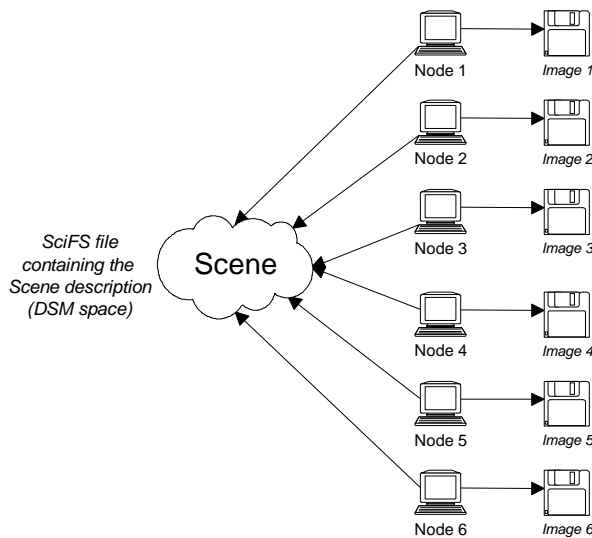 Node 1
Image 1
Node 2
Image 2
Node 3
Image 3
SciFS file
containing the
Scene description
(DSM space)
Scene
Node 4
Image 4
Node 5
Image 5
Node 6
Image 6